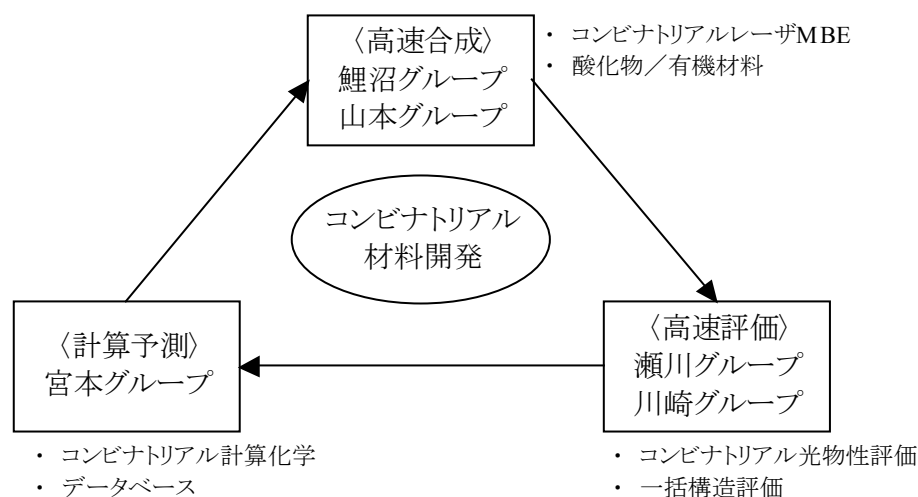 〈高速合成〉
鯉沼グループ
山本グループ
・ コンビナトリアルレーザMBE
・ 酸化物／有機材料
コンビナトリアル
材料開発
〈計算予測〉
宮本グループ
・ コンビナトリアル計算化学
・ データベース
〈高速評価〉
瀬川グループ
川崎グループ
・ コンビナトリアル光物性評価
・ 一括構造評価